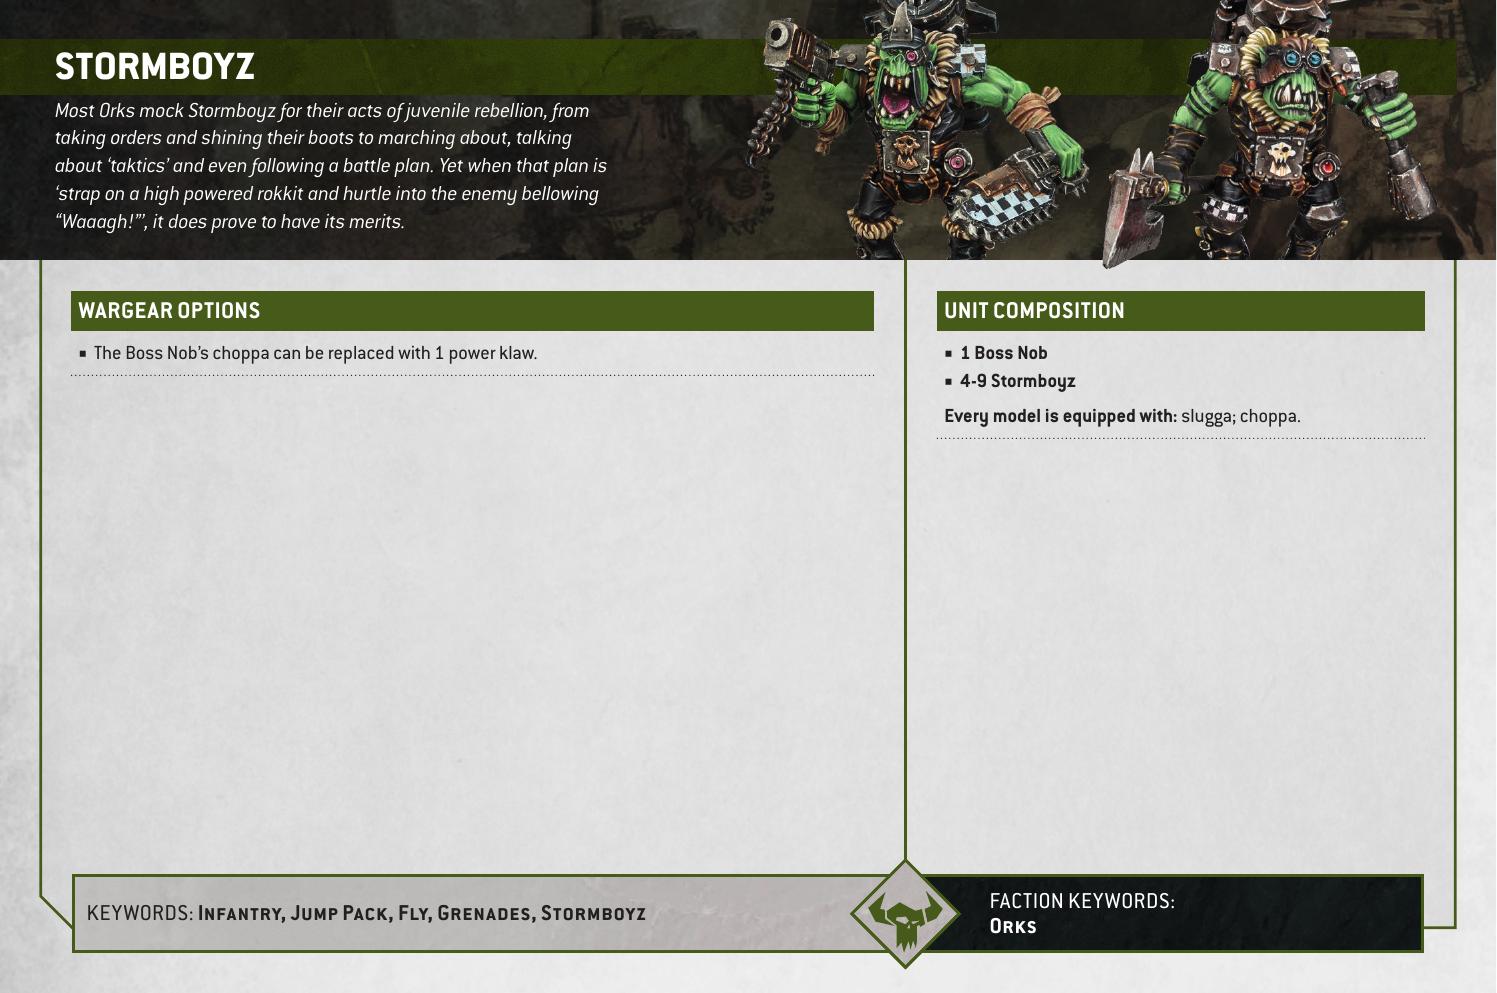 STORMBOYZ
Most Orks mock Stormboyz for their acts of juvenile rebellion, from
taking orders and shining their boots to marching about, talking
about ‘taktics’ and even following a battle plan. Yet when that plan is
‘strap on a high powered rokkit and hurtle into the enemy bellowing
“Waaagh!”’, it does prove to have its merits.
WARGEAR OPTIONS
▪ The Boss Nob’s choppa can be replaced with 1 power klaw.
UNIT COMPOSITION
▪ 1 Boss Nob
▪ 4-9 Stormboyz
Every model is equipped with: slugga; choppa.
KEYWORDS: Infantry, Jump Pack, Fly, Grenades, Stormboyz
FACTION KEYWORDS:
Orks